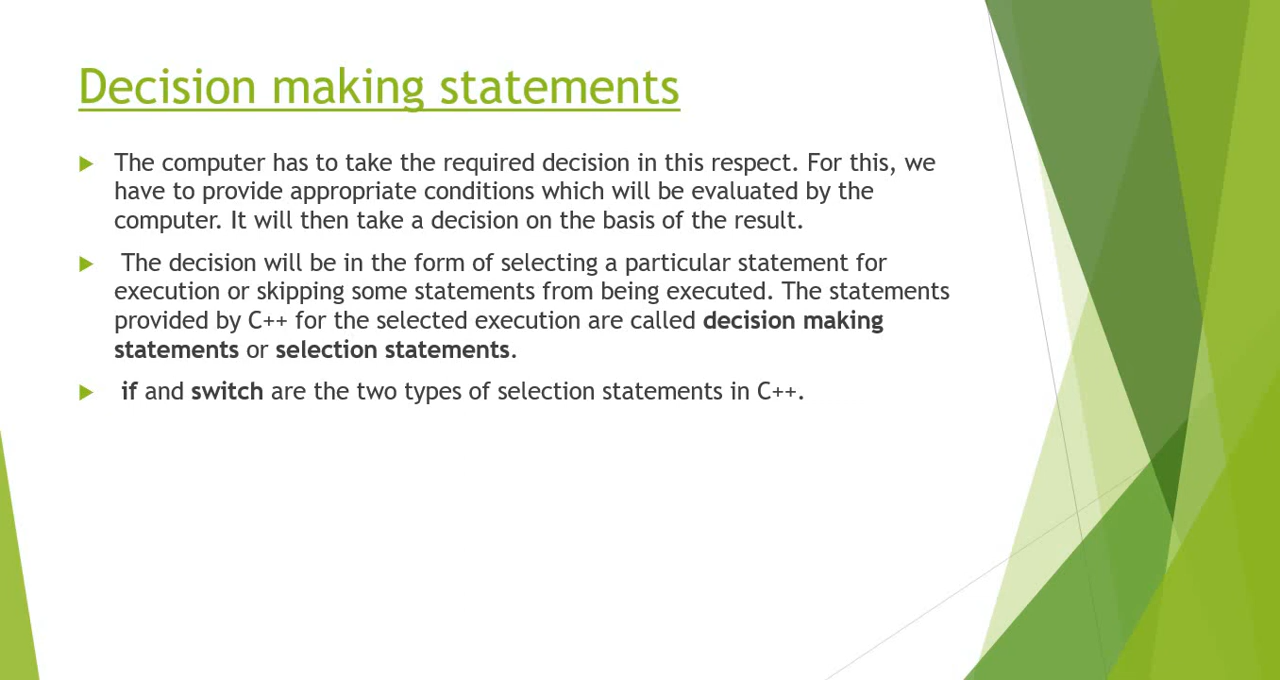 Decision making statements
The computer has to take the required decision in this respect. For this, we
have to provide appropriate conditions which will be evaluated by the
computer. It will then take a decision on the basis of the result.
The decision will be in the form of selecting a particular statement for
execution or skipping some statements from being executed. The statements
provided by C++ for the selected execution are called decision making
statements or selection statements.
if and switch are the two types of selection statements in C++.